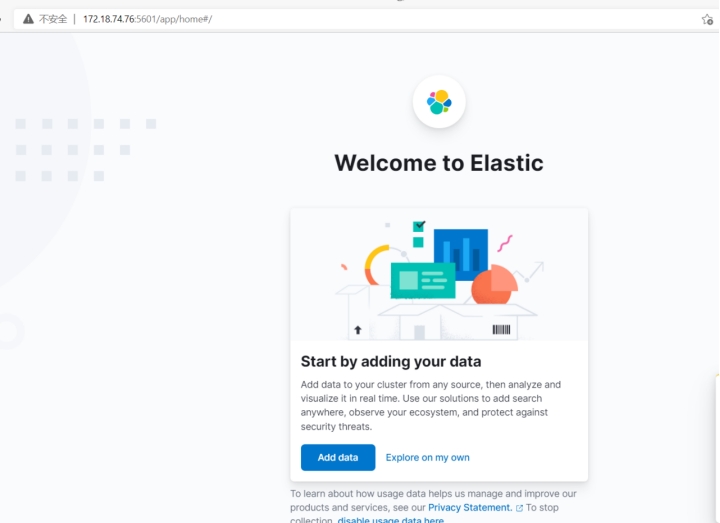 不安全 | 172.18.74.76:5601/app/home#/
Welcome to Elastic
Start by adding your data
Add data to your cluster from any source, then analyze and
visualize it in real time. Use our solutions to add search
anywhere, observe your ecosystem, and protect against
security threats.
Add data Explore on my own
To learn about how usage data helps us manage and improve our
products and services, see our Privacy Statement. To stop
collection, disable usage data here.